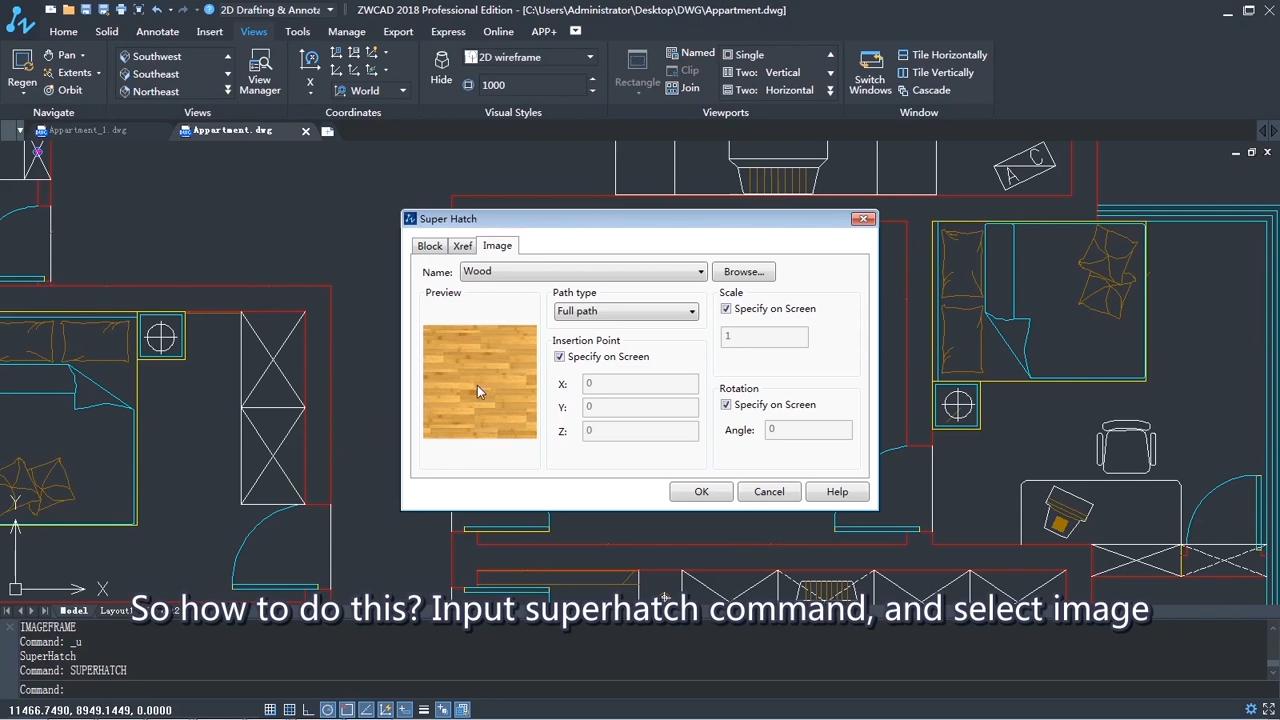 2D Drafting & Annotation
ZWCAD 2018 Professional Edition - [C:\Users\Administrator\Desktop\DWG\Appartment.dwg]
Home Solid Annotate Insert Views Tools Manage Export Express Online APP+
Regen
Pan
Extents
Orbit
Navigate
Southwest
Southeast
Northeast
View Manager
Views
X
World
Coordinates
Hide
2D wireframe
1000
Visual Styles
Rectangle
Named
Clip
Join
Single
Two: Vertical
Two: Horizontal
Viewports
Switch Windows
Tile Horizontally
Tile Vertically
Cascade
Window
Appartment_1.dwg
Appartment.dwg
A C
Super Hatch
Block Xref Image
Name: Wood Browse...
Preview
Path type
Full path
Insertion Point
Specify on Screen
X: 0
Y: 0
Z: 0
Scale
Specify on Screen
1
Rotation
Specify on Screen
Angle: 0
OK Cancel Help
Y
X
Model Layout1
So how to do this? Input superhatch command, and select image
IMAGEFRAME
Command: _u
SuperHatch
Command: SUPERHATCH
Command:
11466.7490, 8949.1449, 0.0000